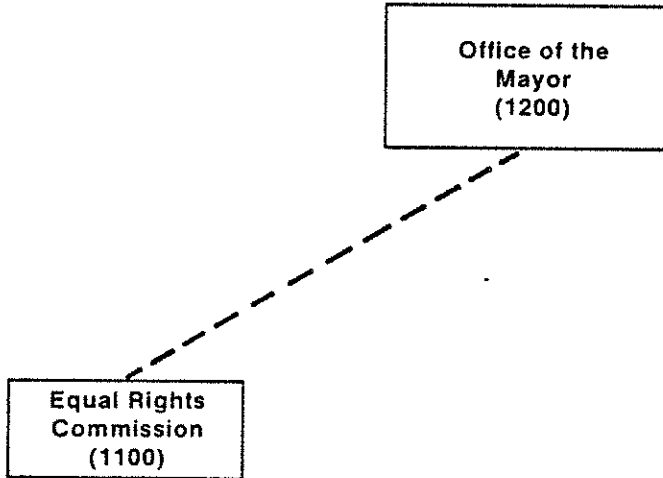 Office of the
Mayor
(1200)
Equal Rights
Commission
(1100)